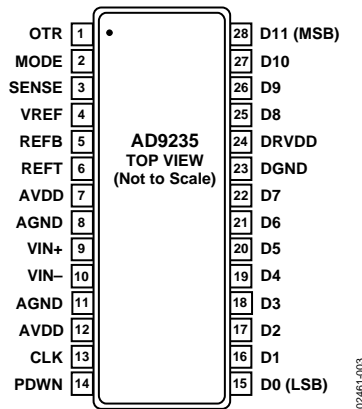 OTR 1
MODE 2
SENSE 3
VREF 4
REFB 5
REFT 6
AVDD 7
AGND 8
VIN+ 9
VIN– 10
AGND 11
AVDD 12
CLK 13
PDWN 14
AD9235
TOP VIEW
(Not to Scale)
28 D11 (MSB)
27 D10
26 D9
25 D8
24 DRVDD
23 DGND
22 D7
21 D6
20 D5
19 D4
18 D3
17 D2
16 D1
15 D0 (LSB)
02461-003